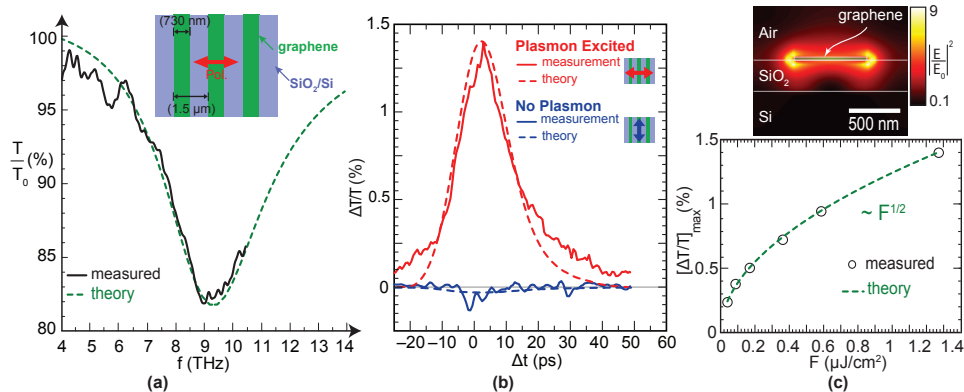 100
95
90
85
80
T
T0
(%)
(730 nm)
graphene
Pol.
SiO2/Si
(1.5 μm)
measured
theory
4 5 6 7 8 9 10 11 12 13 14
f (THz)
(a)
1.5
1
0.5
0
ΔT/T (%)
Plasmon Excited
measurement
theory
No Plasmon
measurement
theory
−20 −10 0 10 20 30 40 50 60
Δt (ps)
(b)
graphene
Air
SiO2
Si
500 nm
9
0.1
|E/E0|²
1.5
1
0.5
0
[ΔT/T]max(%)
~ F1/2
measured
theory
0 0.2 0.4 0.6 0.8 1 1.2 1.4
F (μJ/cm2)
(c)